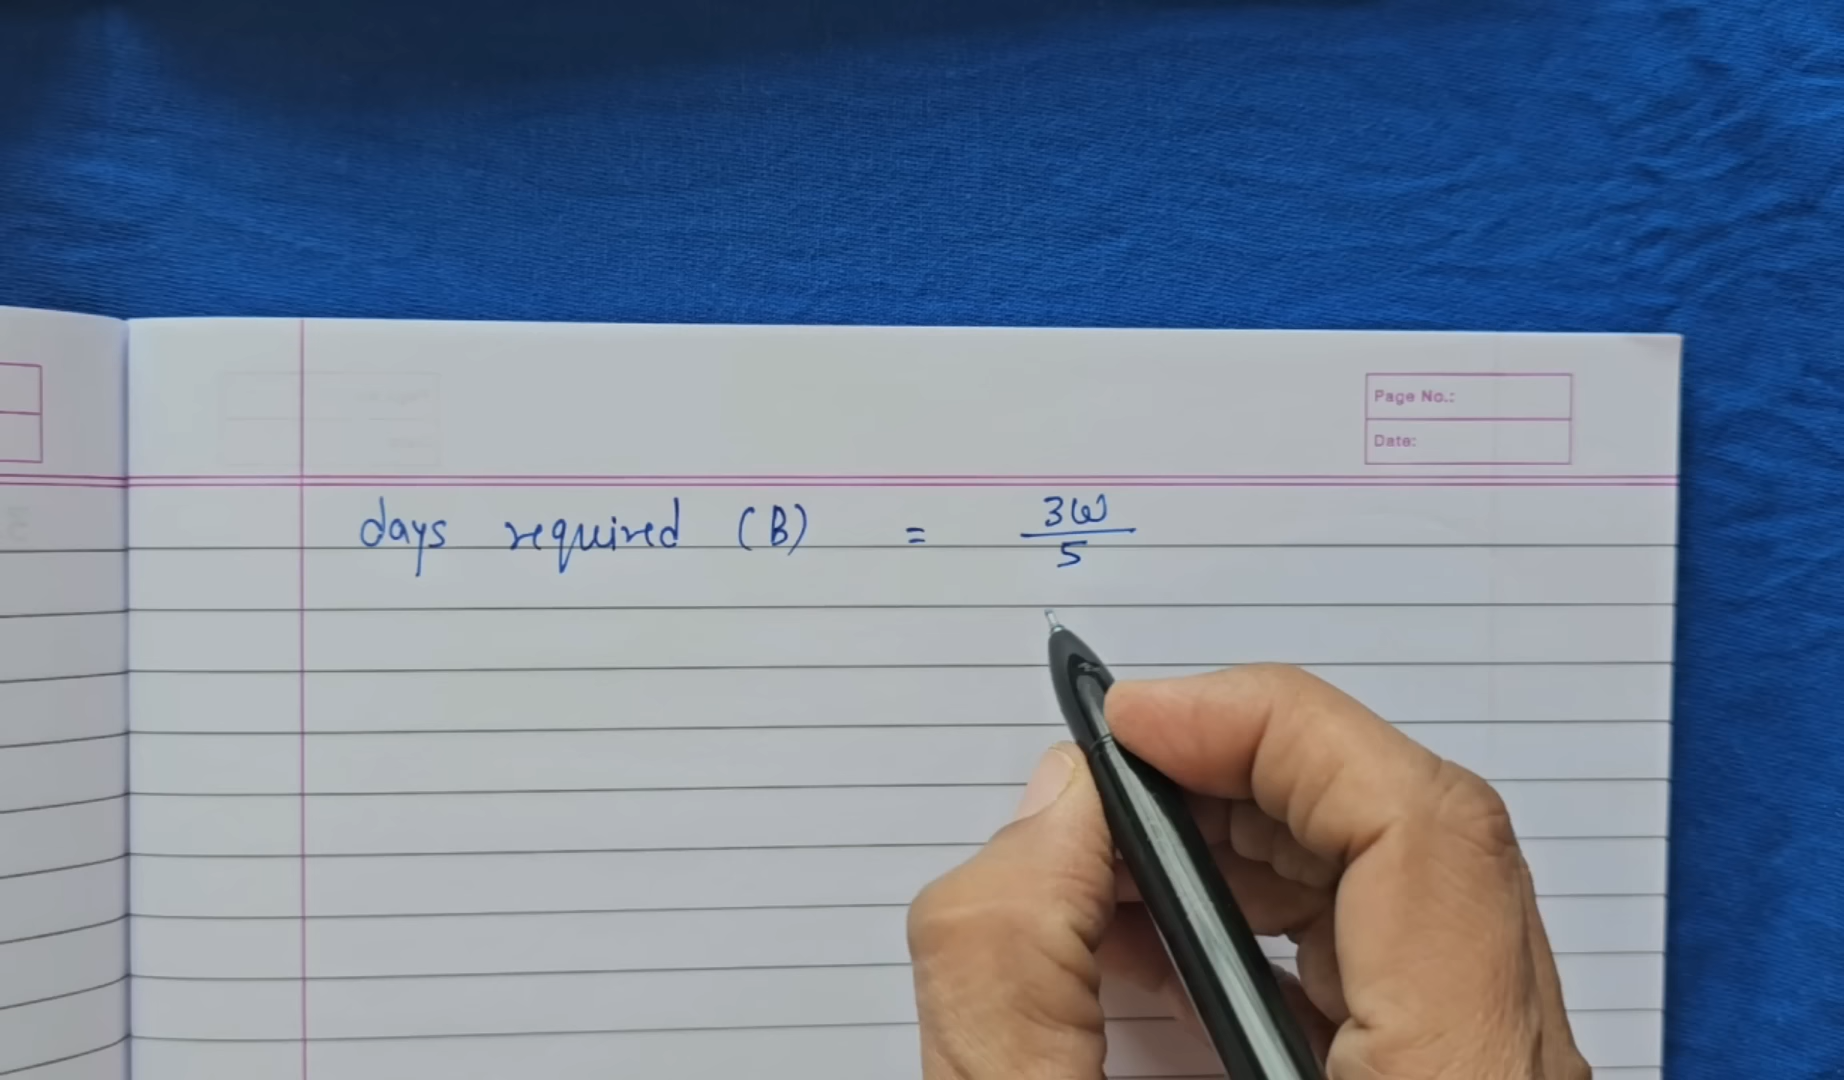 Page No.:
Date:
days required (B) = 3W/5